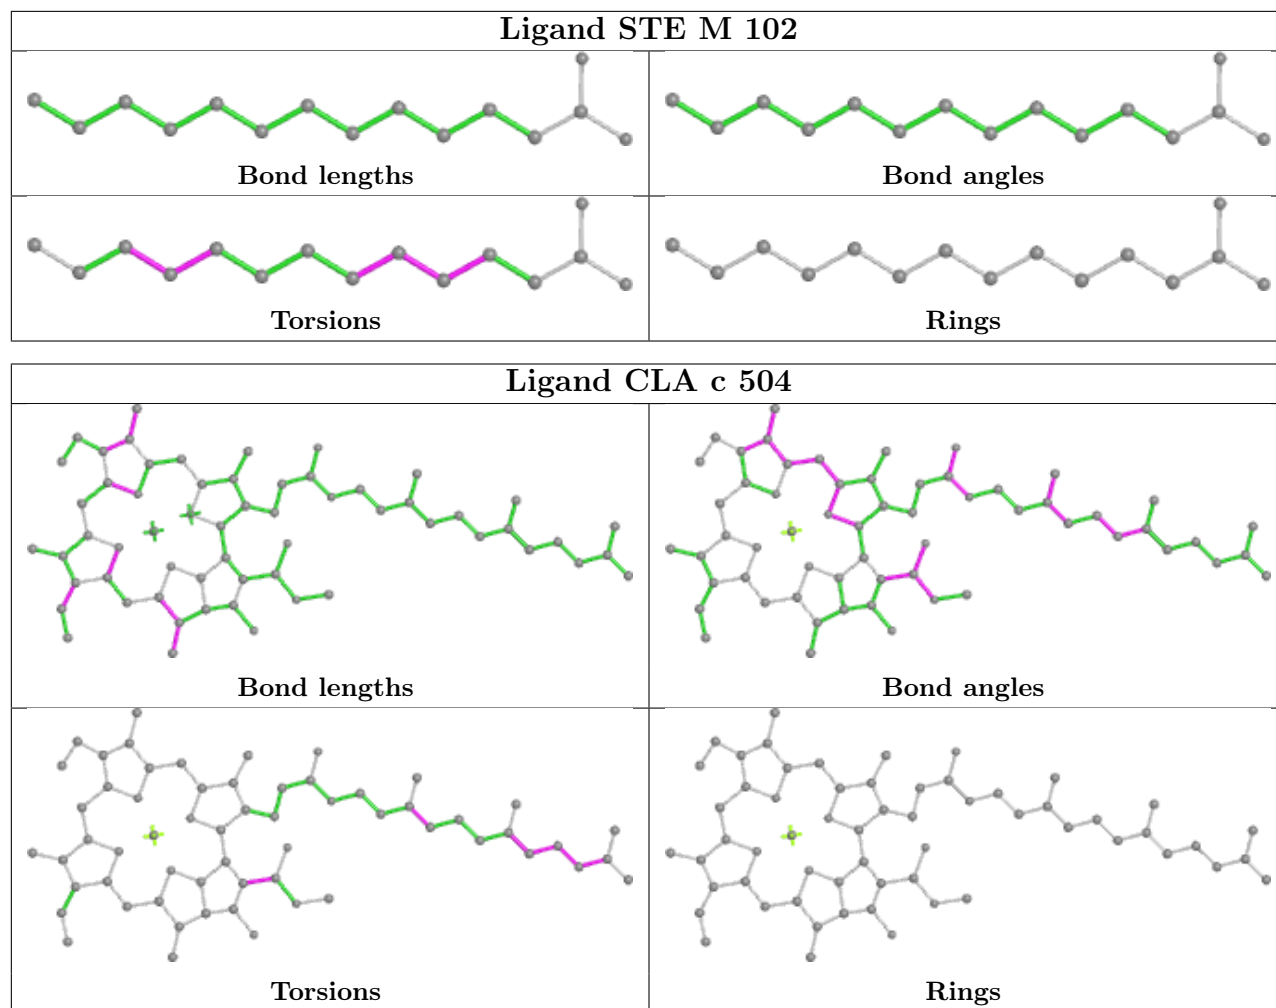 Ligand STE M 102
Bond lengths
Bond angles
Torsions
Rings
Ligand CLA c 504
Bond lengths
Bond angles
Torsions
Rings